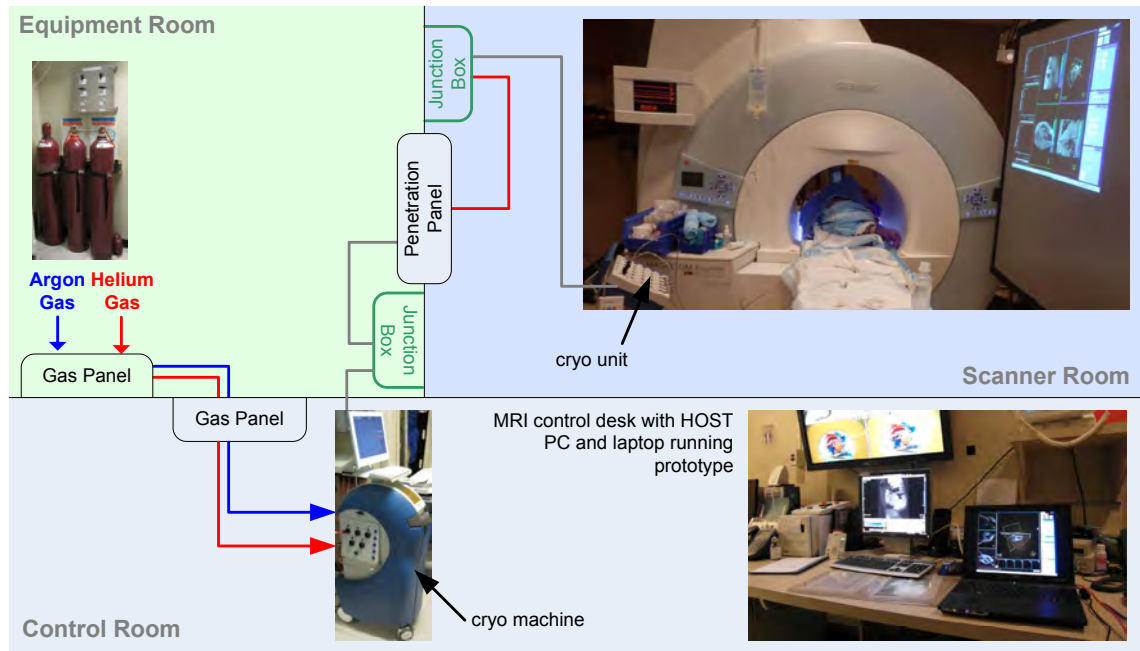 Equipment Room
Argon Helium
Gas Gas
Gas Panel
Gas Panel
Junction
Box
Penetration
Panel
Junction
Box
cryo unit
Scanner Room
MRI control desk with HOST
PC and laptop running
prototype
cryo machine
Control Room